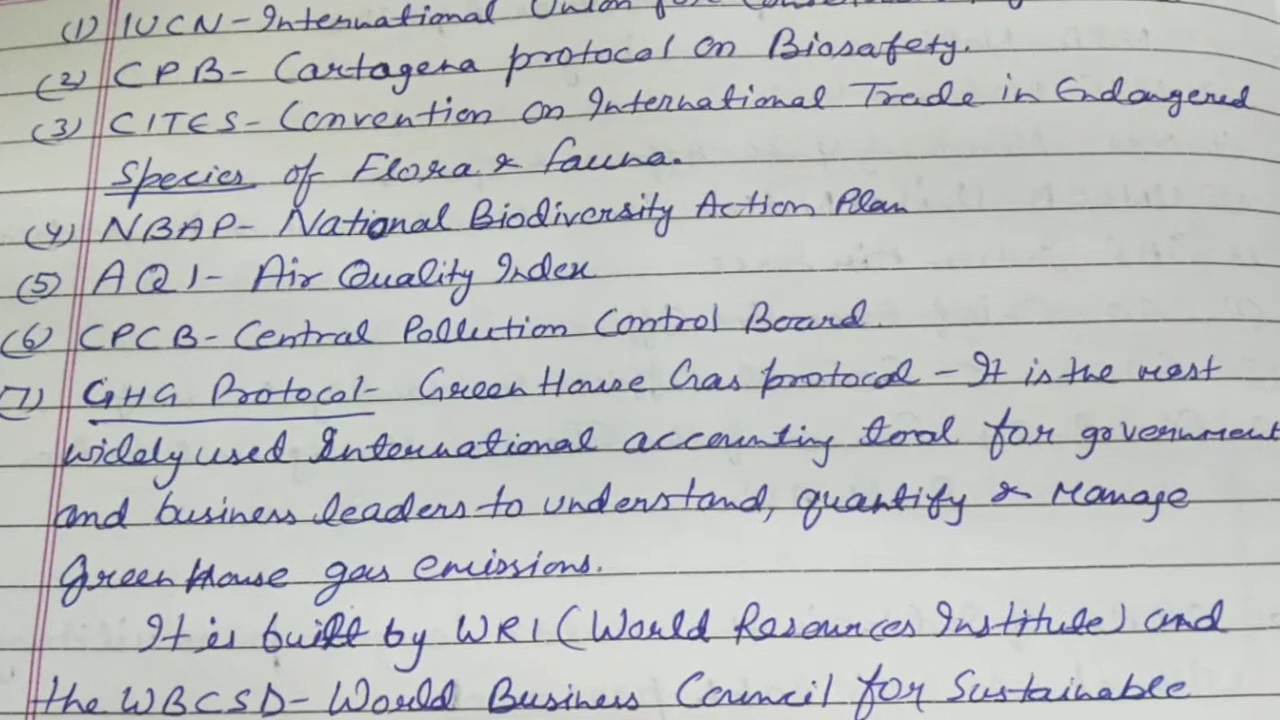 (1) IUCN- International Union for
(2) CPB- Cartagena protocol on Biosafety.
(3) CITES- Convention on International Trade in Endangered
Species of Flora & fauna.
(4) NBAP- National Biodiversity Action Plan
(5) AQI- Air Quality Index
(6) CPCB- Central Pollution Control Board
(7) GHG Protocol- Green House Gas protocol - It is the most
widely used International accounting tool for government
and business leaders to understand, quantify & Manage
Green House gas emissions.
It is built by WRI (World Resources Institute) and
the WBCSD- World Business Council for Sustainable